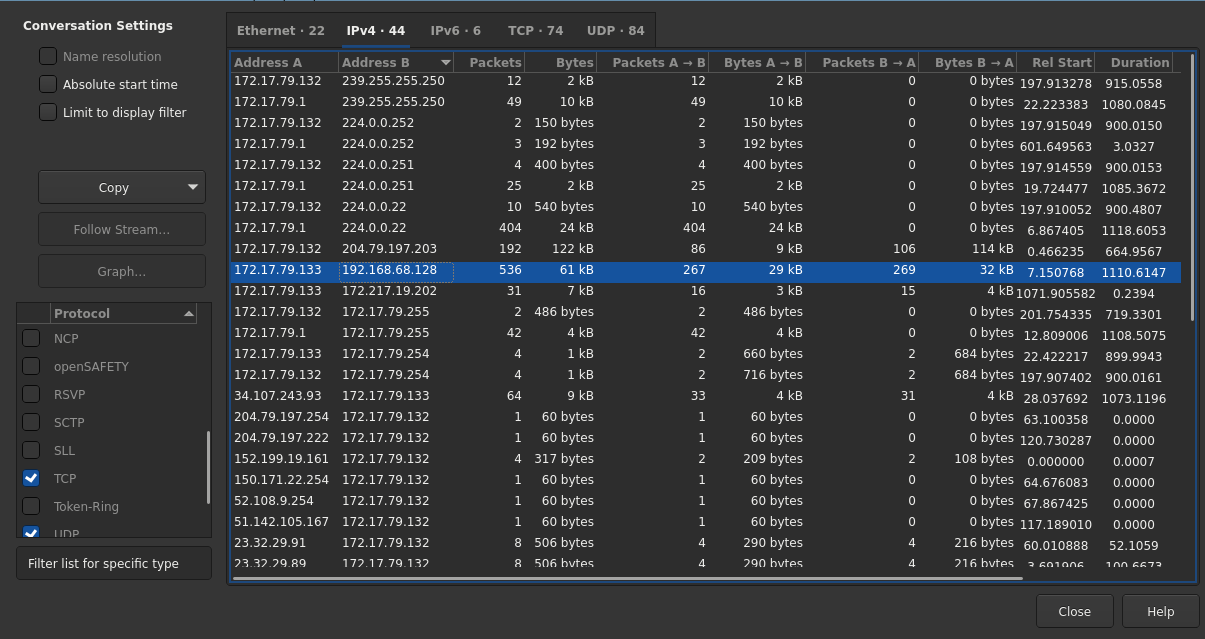 Conversation Settings
Name resolution
Absolute start time
Limit to display filter
Copy
Follow Stream...
Graph...
Protocol
NCP
openSAFETY
RSVP
SCTP
SLL
TCP
Token-Ring
UDP
Filter list for specific type
Ethernet · 22 IPv4 · 44 IPv6 · 6 TCP · 74 UDP · 84
Address A Address B Packets Bytes Packets A → B Bytes A → B Packets B → A Bytes B → A Rel Start Duration
172.17.79.132 239.255.255.250 12 2 kB 12 2 kB 0 0 bytes 197.913278 915.0558
172.17.79.1 239.255.255.250 49 10 kB 49 10 kB 0 0 bytes 22.223383 1080.0845
172.17.79.132 224.0.0.252 2 150 bytes 2 150 bytes 0 0 bytes 197.915049 900.0150
172.17.79.1 224.0.0.252 3 192 bytes 3 192 bytes 0 0 bytes 601.649563 3.0327
172.17.79.132 224.0.0.251 4 400 bytes 4 400 bytes 0 0 bytes 197.914559 900.0153
172.17.79.1 224.0.0.251 25 2 kB 25 2 kB 0 0 bytes 19.724477 1085.3672
172.17.79.132 224.0.0.22 10 540 bytes 10 540 bytes 0 0 bytes 197.910052 900.4807
172.17.79.1 224.0.0.22 404 24 kB 404 24 kB 0 0 bytes 6.867405 1118.6053
172.17.79.132 204.79.197.203 192 122 kB 86 9 kB 106 114 kB 0.466235 664.9567
172.17.79.133 192.168.68.128 536 61 kB 267 29 kB 269 32 kB 7.150768 1110.6147
172.17.79.133 172.217.19.202 31 7 kB 16 3 kB 15 4 kB 1071.905582 0.2394
172.17.79.132 172.17.79.255 2 486 bytes 2 486 bytes 0 0 bytes 201.754335 719.3301
172.17.79.1 172.17.79.255 42 4 kB 42 4 kB 0 0 bytes 12.809006 1108.5075
172.17.79.133 172.17.79.254 4 1 kB 2 660 bytes 2 684 bytes 22.422217 899.9943
172.17.79.132 172.17.79.254 4 1 kB 2 716 bytes 2 684 bytes 197.907402 900.0161
34.107.243.93 172.17.79.133 64 9 kB 33 4 kB 31 4 kB 28.037692 1073.1196
204.79.197.254 172.17.79.132 1 60 bytes 1 60 bytes 0 0 bytes 63.100358 0.0000
204.79.197.222 172.17.79.132 1 60 bytes 1 60 bytes 0 0 bytes 120.730287 0.0000
152.199.19.161 172.17.79.132 4 317 bytes 2 209 bytes 2 108 bytes 0.000000 0.0007
150.171.22.254 172.17.79.132 1 60 bytes 1 60 bytes 0 0 bytes 64.676083 0.0000
52.108.9.254 172.17.79.132 1 60 bytes 1 60 bytes 0 0 bytes 67.867425 0.0000
51.142.105.167 172.17.79.132 1 60 bytes 1 60 bytes 0 0 bytes 117.189010 0.0000
23.32.29.91 172.17.79.132 8 506 bytes 4 290 bytes 4 216 bytes 60.010888 52.1059
23.32.29.89 172.17.79.132 8 506 bytes 4 290 bytes 4 216 bytes 3.691906 100.6673
Close Help